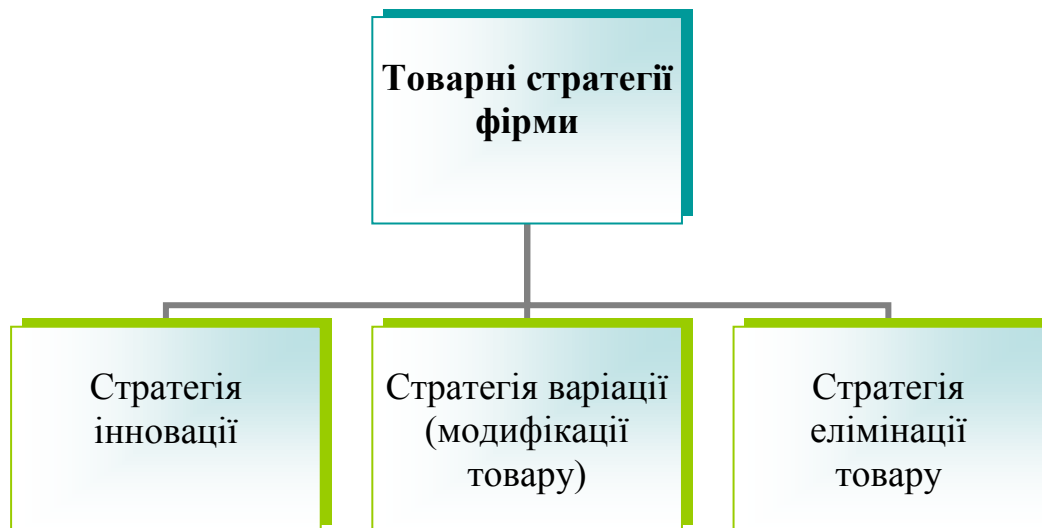 Товарні стратегії
фірми
Стратегія
інновації
Стратегія варіації
(модифікації
товару)
Стратегія
елімінації
товару